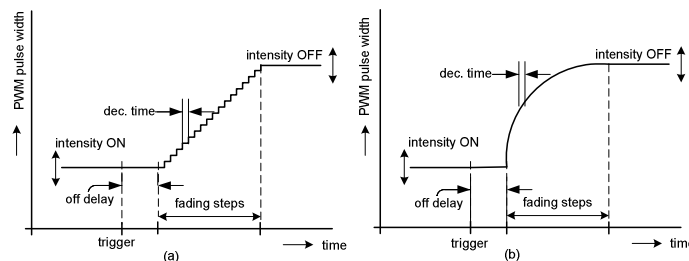 PWM pulse width
intensity OFF
dec. time
intensity ON
off delay
fading steps
trigger
time
(a)
PWM pulse width
intensity OFF
dec. time
intensity ON
off delay
fading steps
trigger
time
(b)